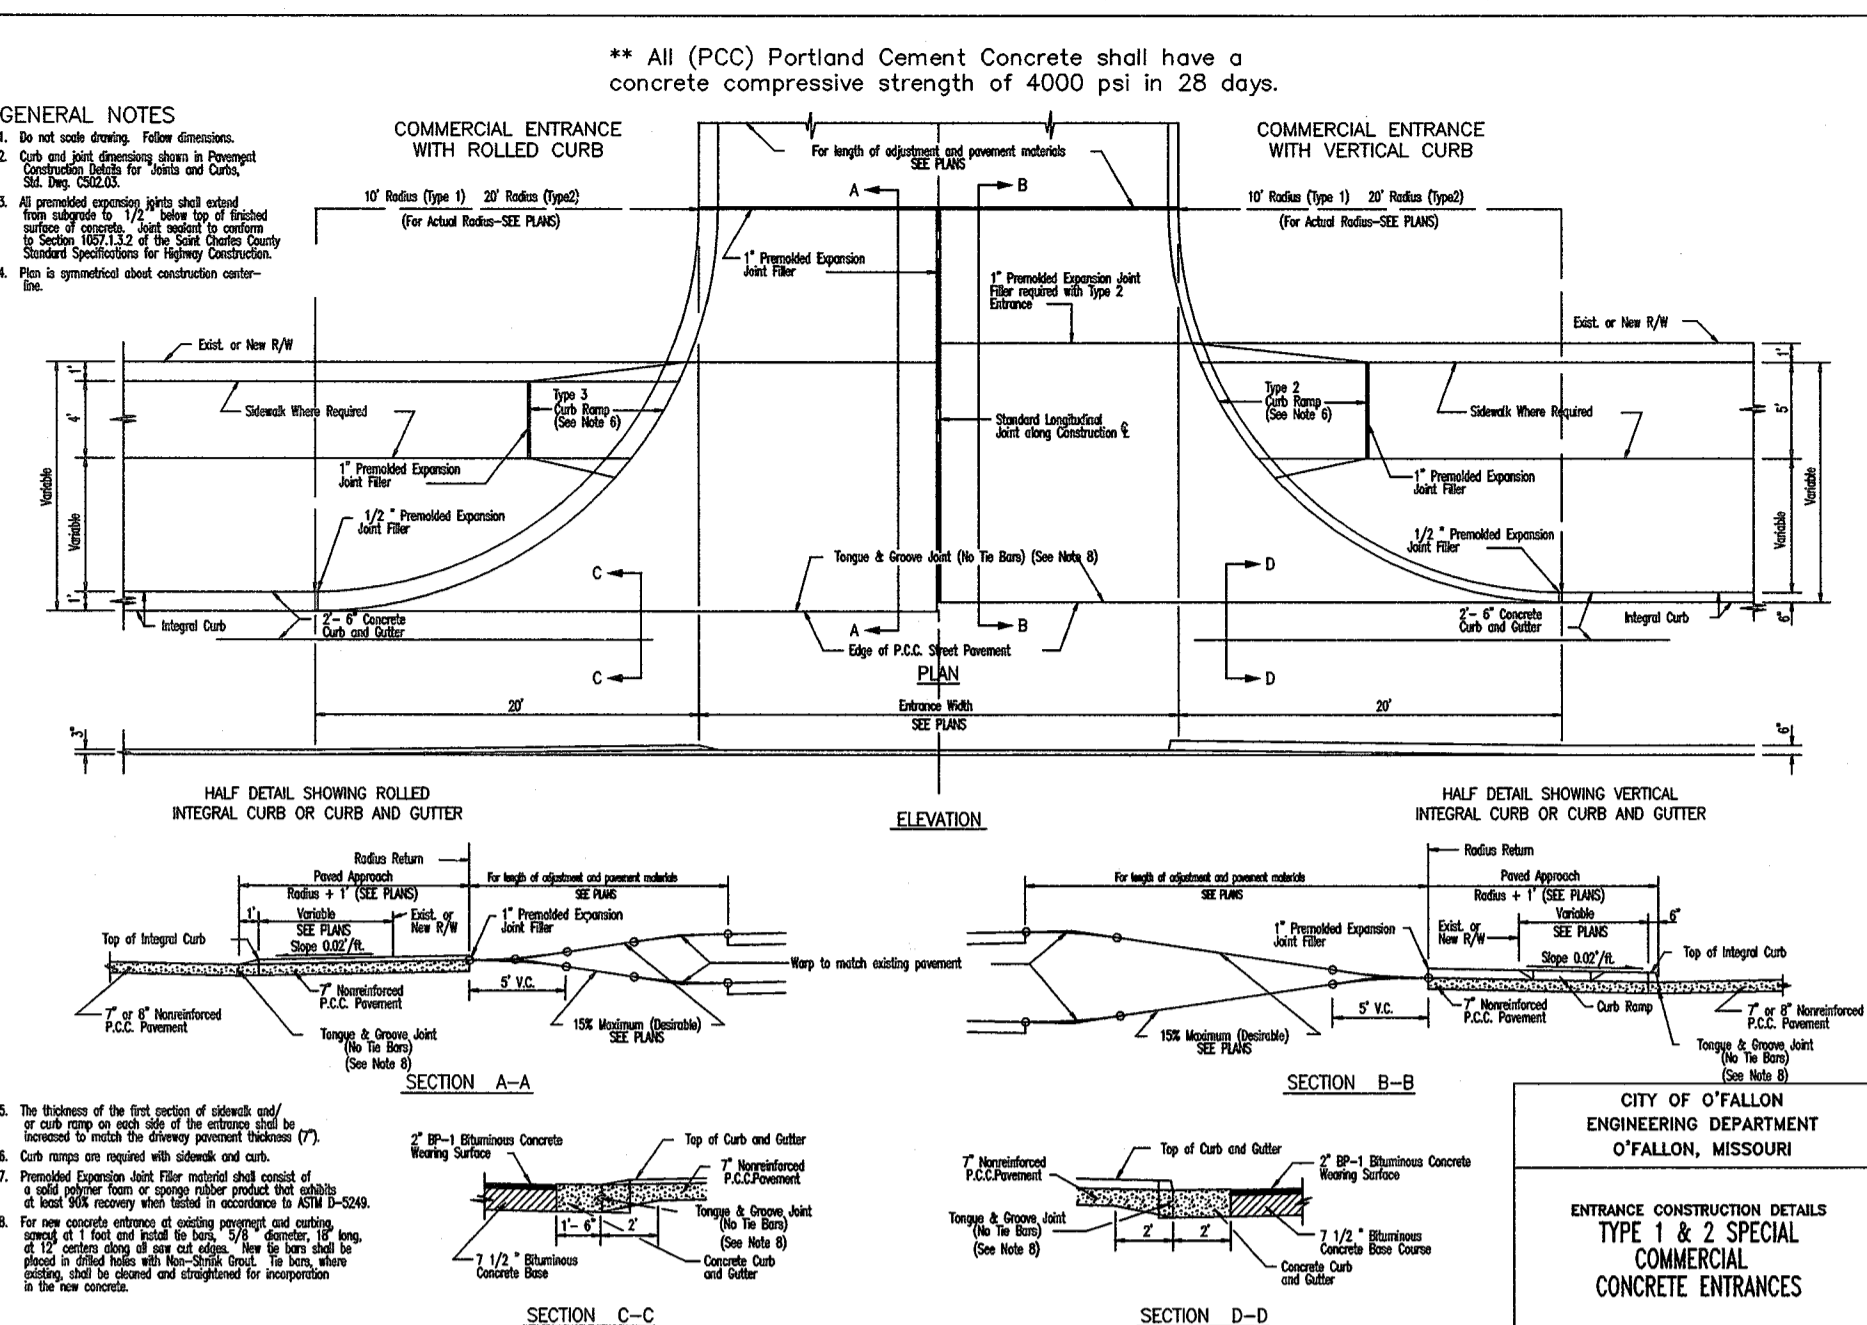 ** All (PCC) Portland Cement Concrete shall have a
concrete compressive strength of 4000 psi in 28 days.
GENERAL NOTES
1. Do not scale drawing. Follow dimensions.
2. Curb and joint dimensions shown in Pavement
Construction Details for "Joints and Curbs,"
Std. Dwg. C502.03.
3. All premolded expansion joints shall extend
from subgrade to 1/2" below top of finished
surface of concrete. Joint sealant to conform
to Section 1057.1.3.2 of the Saint Charles County
Standard Specifications for Highway Construction.
4. Plan is symmetrical about construction center-
line.
COMMERCIAL ENTRANCE
WITH ROLLED CURB
10' Radius (Type 1) 20' Radius (Type2)
(For Actual Radius-SEE PLANS)
For length of adjustment and pavement materials
SEE PLANS
A
B
COMMERCIAL ENTRANCE
WITH VERTICAL CURB
10' Radius (Type 1) 20' Radius (Type2)
(For Actual Radius-SEE PLANS)
1" Premolded Expansion
Joint Filler
1" Premolded Expansion Joint
Filler required with Type 2
Entrance
Exist. or New R/W
Exist. or New R/W
1'
4'
Variable
Variable
1'
Sidewalk Where Required
Type 3
Curb Ramp
(See Note 6)
1" Premolded Expansion
Joint Filler
1/2 " Premolded Expansion
Joint Filler
Standard Longitudinal
Joint along Construction ℄
Type 2
Curb Ramp
(See Note 6)
Sidewalk Where Required
1" Premolded Expansion
Joint Filler
1/2 " Premolded Expansion
Joint Filler
1'
5'
Variable
Variable
6"
Tongue & Groove Joint (No Tie Bars) (See Note 8)
C
D
Integral Curb
2'- 6" Concrete
Curb and Gutter
A
B
Edge of P.C.C. Street Pavement
2'- 6" Concrete
Curb and Gutter
Integral Curb
C
D
PLAN
20'
Entrance Width
SEE PLANS
20'
3"
6"
HALF DETAIL SHOWING ROLLED
INTEGRAL CURB OR CURB AND GUTTER
ELEVATION
HALF DETAIL SHOWING VERTICAL
INTEGRAL CURB OR CURB AND GUTTER
Radius Return
Paved Approach
Radius + 1' (SEE PLANS)
For length of adjustment and pavement materials
SEE PLANS
1'
Variable
SEE PLANS
Slope 0.02'/ft.
Exist. or
New R/W
1" Premolded Expansion
Joint Filler
Top of Integral Curb
7" Nonreinforced
P.C.C. Pavement
7" or 8" Nonreinforced
P.C.C. Pavement
Tongue & Groove Joint
(No Tie Bars)
(See Note 8)
5' V.C.
15% Maximum (Desirable)
SEE PLANS
Warp to match existing pavement
SECTION A-A
For length of adjustment and pavement materials
SEE PLANS
Radius Return
Paved Approach
Radius + 1' (SEE PLANS)
Variable
SEE PLANS
6"
1" Premolded Expansion
Joint Filler
Exist. or
New R/W
Slope 0.02'/ft.
Top of Integral Curb
5' V.C.
15% Maximum (Desirable)
SEE PLANS
7" Nonreinforced
P.C.C. Pavement
Curb Ramp
7" or 8" Nonreinforced
P.C.C. Pavement
Tongue & Groove Joint
(No Tie Bars)
(See Note 8)
SECTION B-B
5. The thickness of the first section of sidewalk and/
or curb ramp on each side of the entrance shall be
increased to match the driveway pavement thickness (7").
6. Curb ramps are required with sidewalk and curb.
7. Premolded Expansion Joint Filler material shall consist of
a solid polymer foam or sponge rubber product that exhibits
at least 90% recovery when tested in accordance to ASTM D-5249.
8. For new concrete entrance at existing pavement and curbing,
sawcut at 1 foot and install tie bars, 5/8 " diameter, 18" long,
at 12" centers along all saw cut edges. New tie bars shall be
placed in drilled holes with Non-Shrink Grout. Tie bars, where
existing, shall be cleaned and straightened for incorporation
in the new concrete.
2" BP-1 Bituminous Concrete
Wearing Surface
Top of Curb and Gutter
7" Nonreinforced
P.C.C.Pavement
1'- 6"
2'
Tongue & Groove Joint
(No Tie Bars)
(See Note 8)
7 1/2 " Bituminous
Concrete Base
Concrete Curb
and Gutter
SECTION C-C
7" Nonreinforced
P.C.C.Pavement
Top of Curb and Gutter
2" BP-1 Bituminous Concrete
Wearing Surface
Tongue & Groove Joint
(No Tie Bars)
(See Note 8)
2'
2'
7 1/2 " Bituminous
Concrete Base Course
Concrete Curb
and Gutter
SECTION D-D
CITY OF O'FALLON
ENGINEERING DEPARTMENT
O'FALLON, MISSOURI
ENTRANCE CONSTRUCTION DETAILS
TYPE 1 & 2 SPECIAL
COMMERCIAL
CONCRETE ENTRANCES